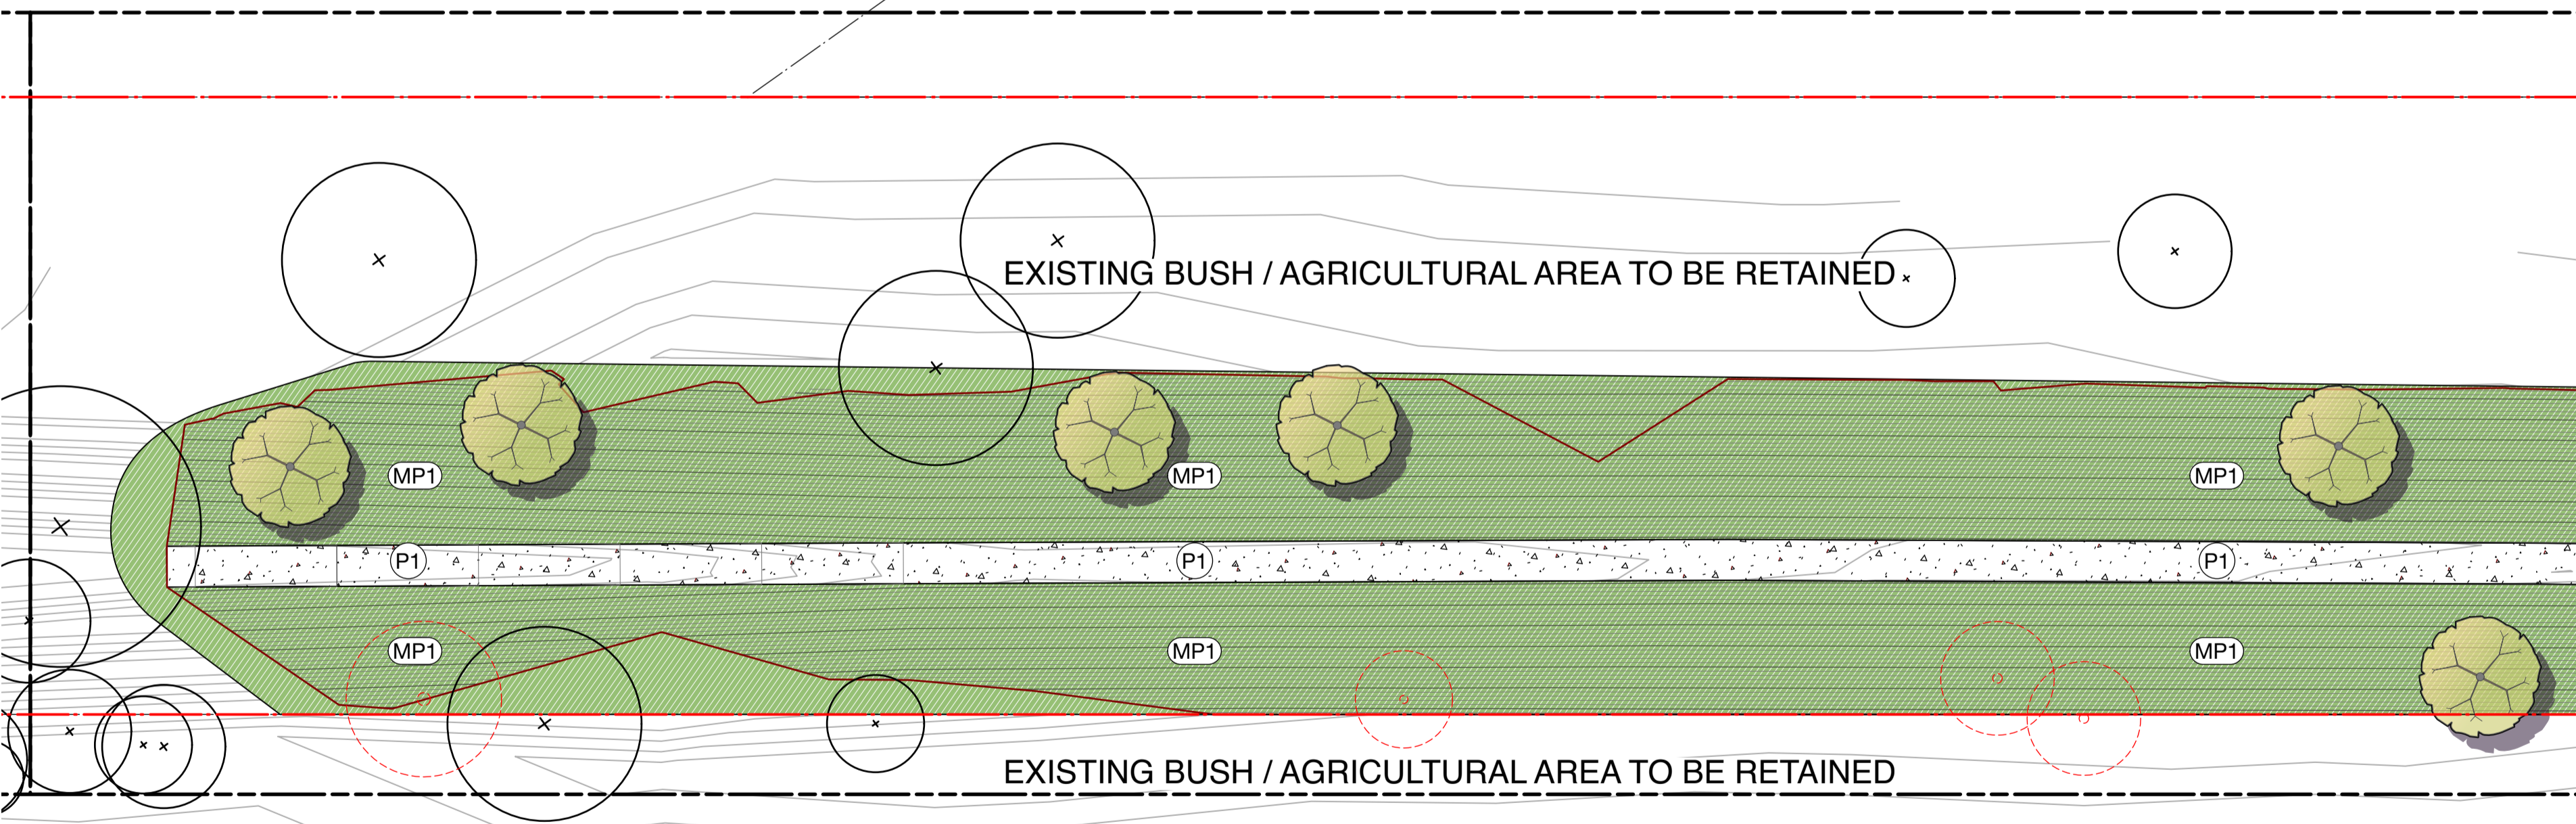 EXISTING BUSH / AGRICULTURAL AREA TO BE RETAINED
MP1 MP1 MP1
P1 P1 P1
MP1 MP1 MP1
EXISTING BUSH / AGRICULTURAL AREA TO BE RETAINED